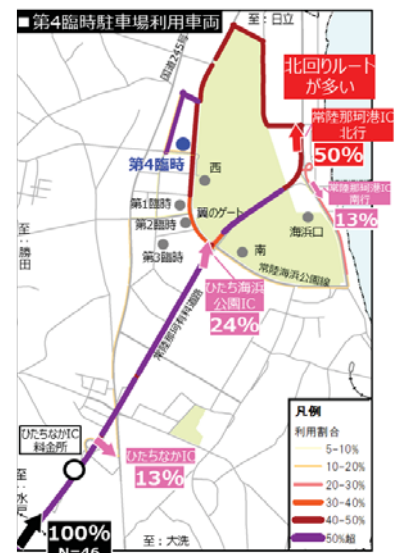 ■第4臨時駐車場利用車両
至：日立
国道245号
北回りルート
が多い
常陸那珂港IC
北行
50%
第4臨時
西
常陸那珂港IC
南行
13%
第1臨時
翼のゲート
第2臨時
海浜口
第3臨時
南
至：勝田
常陸海浜公園線
ひたち海浜
公園IC
24%
常陸那珂有料道路
凡例
利用割合
5-10%
10-20%
20-30%
30-40%
40-50%
50%超
ひたちなかIC
料金所
ひたちなかIC
13%
至：水戸
100%
N=46
至：大洗